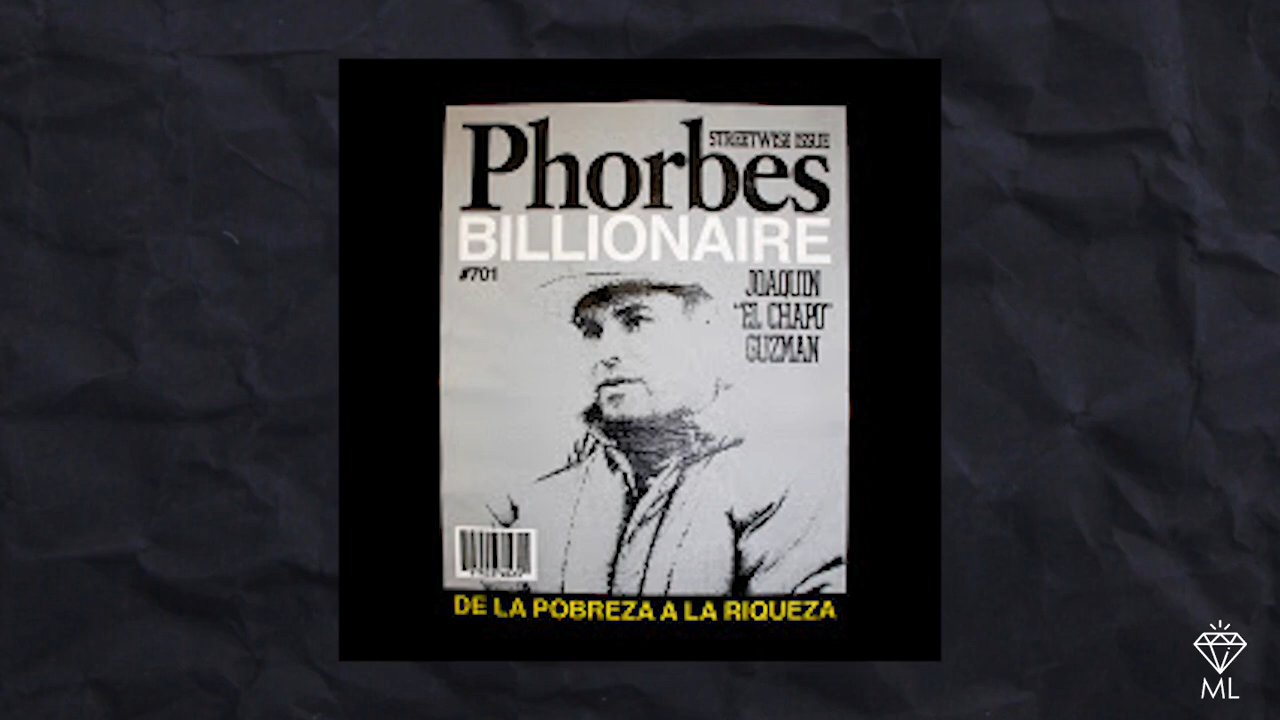 Phorbes
STREETWISE ISSUE
BILLIONAIRE
#701
JOAQUIN
"EL CHAPO"
GUZMAN
DE LA POBREZA A LA RIQUEZA
ML